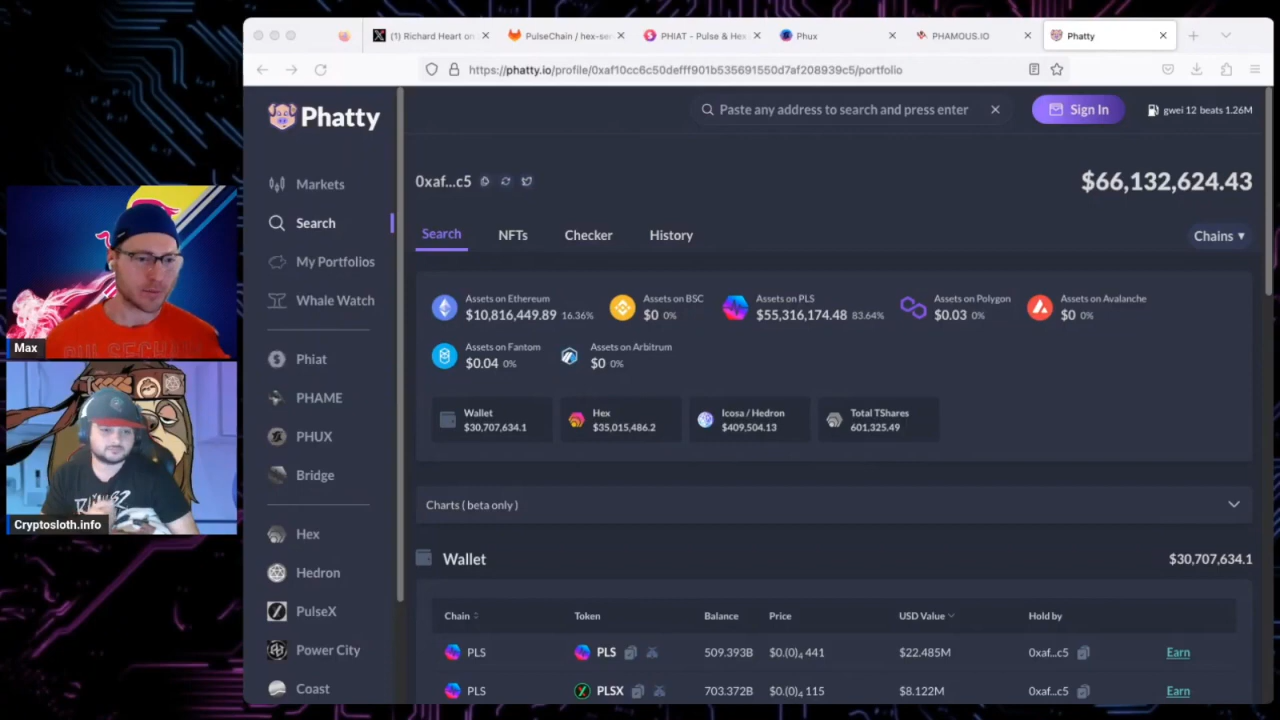 (1) Richard Heart on
PulseChain / hex-ser
PHIAT - Pulse & Hex
Phux
PHAMOUS.IO
Phatty
https://phatty.io/profile/0xaf10cc6c50defff901b535691550d7af208939c5/portfolio
Phatty
Paste any address to search and press enter
Sign In
gwei 12 beats 1.26M
Markets
Search
My Portfolios
Whale Watch
Phiat
PHAME
PHUX
Bridge
Hex
Hedron
PulseX
Power City
Coast
0xaf...c5
$66,132,624.43
Search
NFTs
Checker
History
Chains
Assets on Ethereum
$10,816,449.89 16.36%
Assets on BSC
$0 0%
Assets on PLS
$55,316,174.48 83.64%
Assets on Polygon
$0.03 0%
Assets on Avalanche
$0 0%
Assets on Fantom
$0.04 0%
Assets on Arbitrum
$0 0%
Wallet
$30,707,634.1
Hex
$35,015,486.2
Icosa / Hedron
$409,504.13
Total TShares
601,325.49
Charts ( beta only )
Wallet
$30,707,634.1
Chain Token Balance Price USD Value Hold by
PLS PLS 509.393B $0.(0)₄ 441 $22.485M 0xaf...c5 Earn
PLS PLSX 703.372B $0.(0)₄ 115 $8.122M 0xaf...c5 Earn
Max
Cryptosloth.info